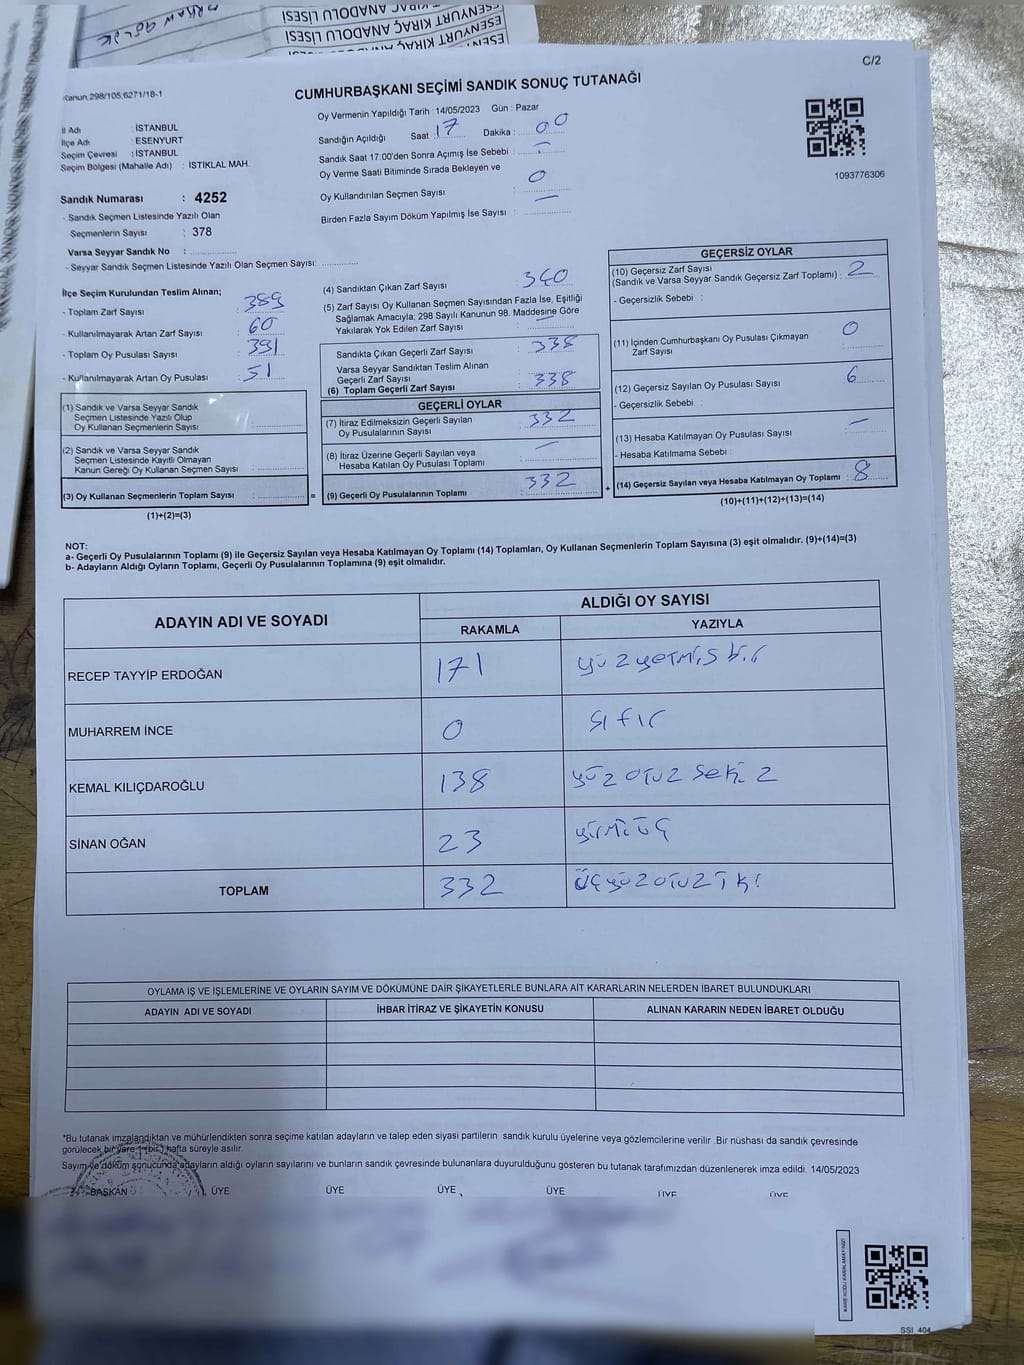 ESENYURT KIRAÇ ANADOLU LİSESİ
C/2
Kanun,298/105,6271/18-1
CUMHURBAŞKANI SEÇİMİ SANDIK SONUÇ TUTANAĞI
Oy Vermenin Yapıldığı Tarih : 14/05/2023 Gün : Pazar
İl Adı : İSTANBUL
İlçe Adı : ESENYURT
Seçim Çevresi : İSTANBUL
Seçim Bölgesi (Mahalle Adı) : İSTİKLAL MAH.
Sandığın Açıldığı Saat 17 Dakika : 00
Sandık Saat 17:00'den Sonra Açımış İse Sebebi : -
Oy Verme Saati Bitiminde Sırada Bekleyen ve
Oy Kullandırılan Seçmen Sayısı : 0
Birden Fazla Sayım Döküm Yapılmış İse Sayısı : -
1093776306
Sandık Numarası : 4252
- Sandık Seçmen Listesinde Yazılı Olan
Seçmenlerin Sayısı : 378
Varsa Seyyar Sandık No :
- Seyyar Sandık Seçmen Listesinde Yazılı Olan Seçmen Sayısı:
İlçe Seçim Kurulundan Teslim Alınan;
- Toplam Zarf Sayısı : 389
- Kullanılmayarak Artan Zarf Sayısı : 60
- Toplam Oy Pusulası Sayısı : 391
- Kullanılmayarak Artan Oy Pusulası : 51
(1) Sandık ve Varsa Seyyar Sandık
Seçmen Listesinde Yazılı Olup
Oy Kullanan Seçmenlerin Sayısı :
(2) Sandık ve Varsa Seyyar Sandık
Seçmen Listesinde Kayıtlı Olmayan
Kanun Gereği Oy Kullanan Seçmen Sayısı :
(3) Oy Kullanan Seçmenlerin Toplam Sayısı :
(1)+(2)=(3)
(4) Sandıktan Çıkan Zarf Sayısı : 340
(5) Zarf Sayısı Oy Kullanan Seçmen Sayısından Fazla İse, Eşitliği
Sağlamak Amacıyla; 298 Sayılı Kanunun 98. Maddesine Göre
Yakılarak Yok Edilen Zarf Sayısı : -
Sandıkta Çıkan Geçerli Zarf Sayısı : 338
Varsa Seyyar Sandıktan Teslim Alınan
Geçerli Zarf Sayısı :
(6) Toplam Geçerli Zarf Sayısı : 338
GEÇERLİ OYLAR
(7) İtiraz Edilmeksizin Geçerli Sayılan : 332
Oy Pusulalarının Sayısı
(8) İtiraz Üzerine Geçerli Sayılan veya : -
Hesaba Katılan Oy Pusulası Toplamı
= (9) Geçerli Oy Pusulalarının Toplamı : 332
GEÇERSİZ OYLAR
(10) Geçersiz Zarf Sayısı
(Sandık ve Varsa Seyyar Sandık Geçersiz Zarf Toplamı) : 2
- Geçersizlik Sebebi :
(11) İçinden Cumhurbaşkanı Oy Pusulası Çıkmayan
Zarf Sayısı : 0
(12) Geçersiz Sayılan Oy Pusulası Sayısı : 6
- Geçersizlik Sebebi :
(13) Hesaba Katılmayan Oy Pusulası Sayısı : -
- Hesaba Katılmama Sebebi :
+ (14) Geçersiz Sayılan veya Hesaba Katılmayan Oy Toplamı : 8
(10)+(11)+(12)+(13)=(14)
NOT:
a- Geçerli Oy Pusulalarının Toplamı (9) ile Geçersiz Sayılan veya Hesaba Katılmayan Oy Toplamı (14) Toplamları, Oy Kullanan Seçmenlerin Toplam Sayısına (3) eşit olmalıdır. (9)+(14)=(3)
b- Adayların Aldığı Oyların Toplamı, Geçerli Oy Pusulalarının Toplamına (9) eşit olmalıdır.
ADAYIN ADI VE SOYADI ALDIĞI OY SAYISI
RAKAMLA YAZIYLA
RECEP TAYYİP ERDOĞAN 171 yüzyetmiş bir
MUHARREM İNCE 0 sıfır
KEMAL KILIÇDAROĞLU 138 yüz otuz sekiz
SİNAN OĞAN 23 yirmi üç
TOPLAM 332 üçyüz otuz iki
OYLAMA İŞ VE İŞLEMLERİNE VE OYLARIN SAYIM VE DÖKÜMÜNE DAİR ŞİKAYETLERLE BUNLARA AİT KARARLARIN NELERDEN İBARET BULUNDUKLARI
ADAYIN ADI VE SOYADI İHBAR İTİRAZ VE ŞİKAYETİN KONUSU ALINAN KARARIN NEDEN İBARET OLDUĞU
*Bu tutanak imzalandıktan ve mühürlendikten sonra seçime katılan adayların ve talep eden siyasi partilerin sandık kurulu üyelerine veya gözlemcilerine verilir .Bir nüshası da sandık çevresinde
görülecek bir yere 1 (bir) hafta süreyle asılır.
Sayım ve döküm sonucunda adayların aldığı oyların sayılarını ve bunların sandık çevresinde bulunanlara duyurulduğunu gösteren bu tutanak tarafımızdan düzenlenerek imza edildi. 14/05/2023
BAŞKAN ÜYE ÜYE ÜYE ÜYE ÜYE ÜYE
SSI 404